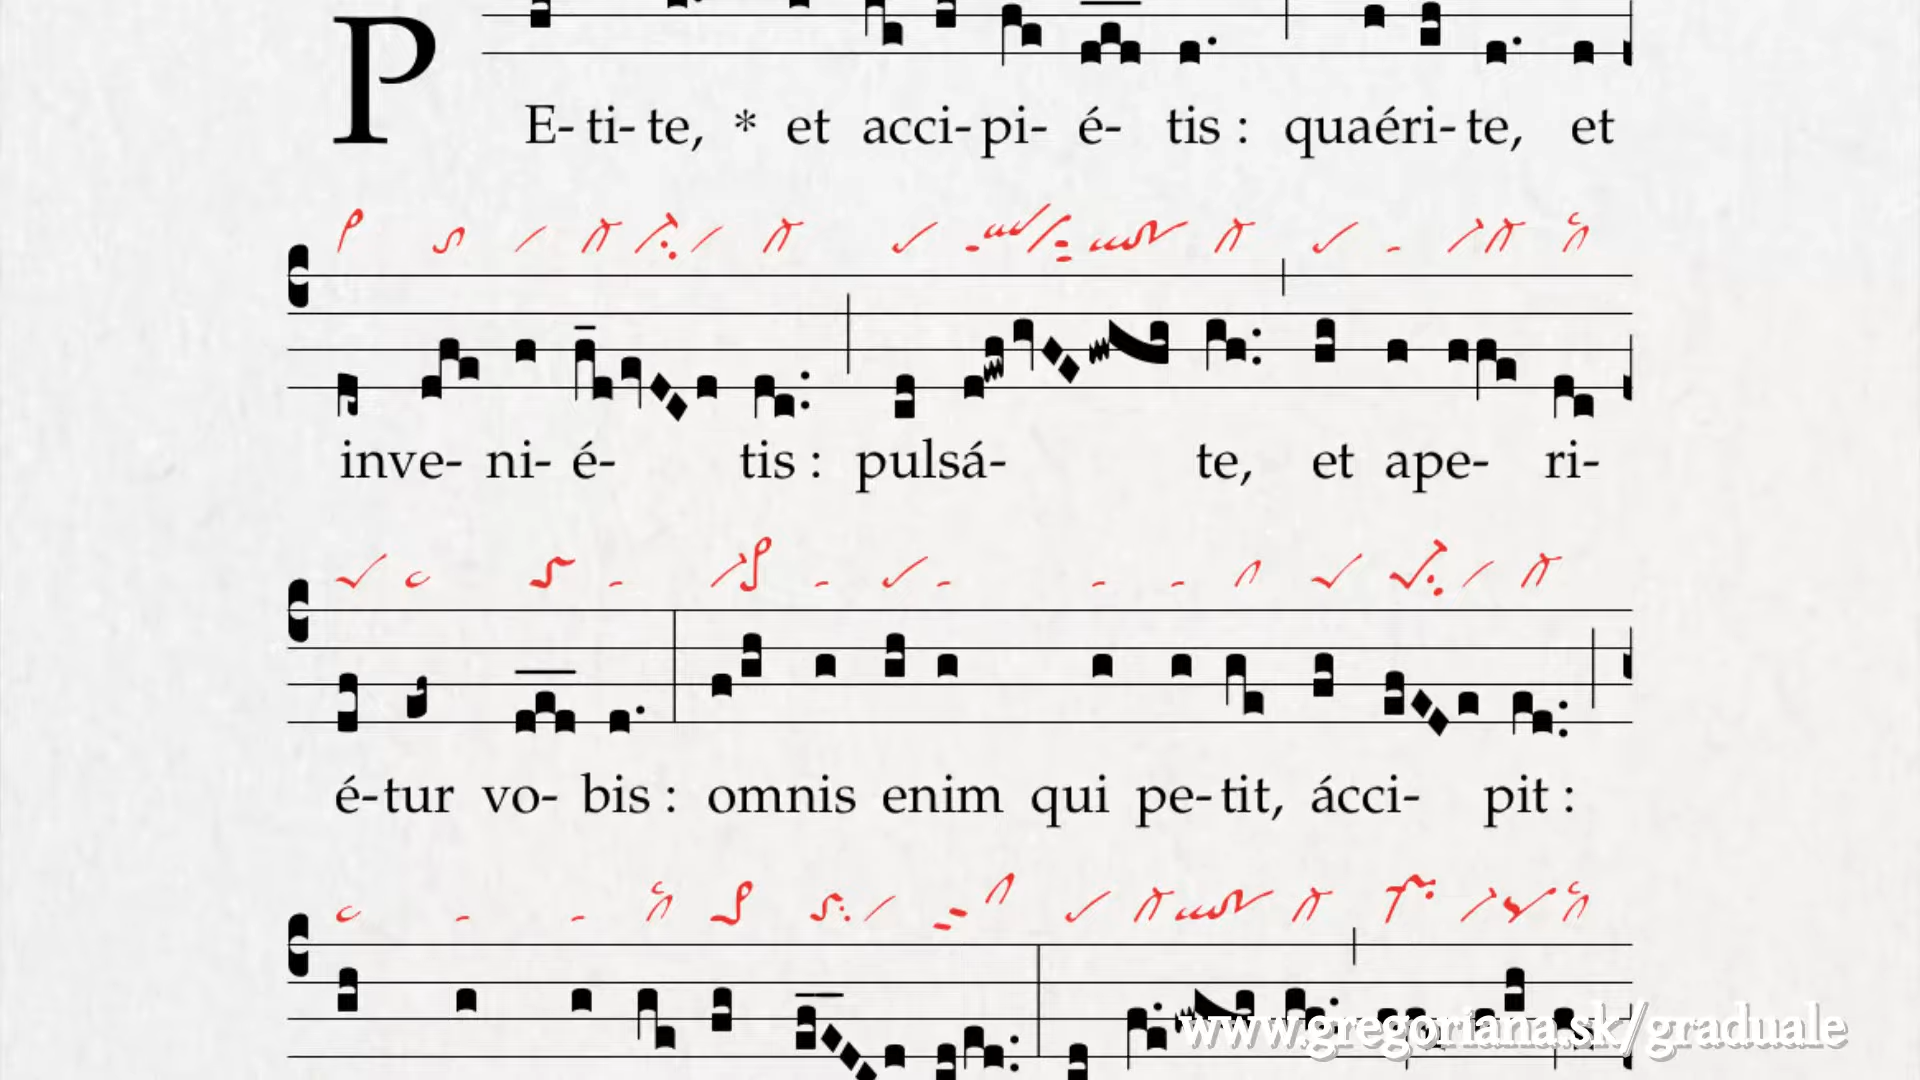 PE-ti-te, * et acci-pi-é-tis : quaéri-te, et
inve-ni-é-tis : pulsá-te, et ape-ri-
é-tur vo-bis : omnis enim qui pe-tit, ácci-pit :
www.gregoriana.sk/graduale